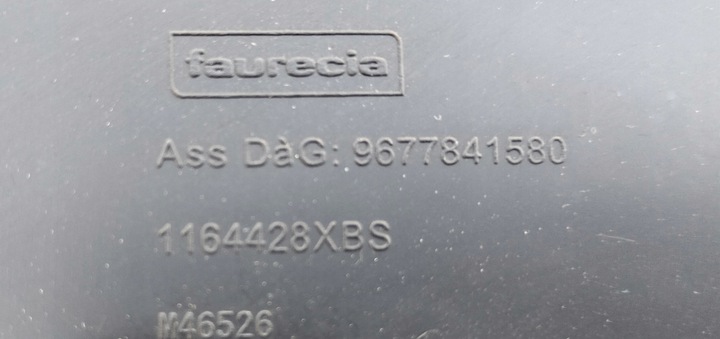 faurecia
Ass DàG: 9677841580
1164428XBS
M46526